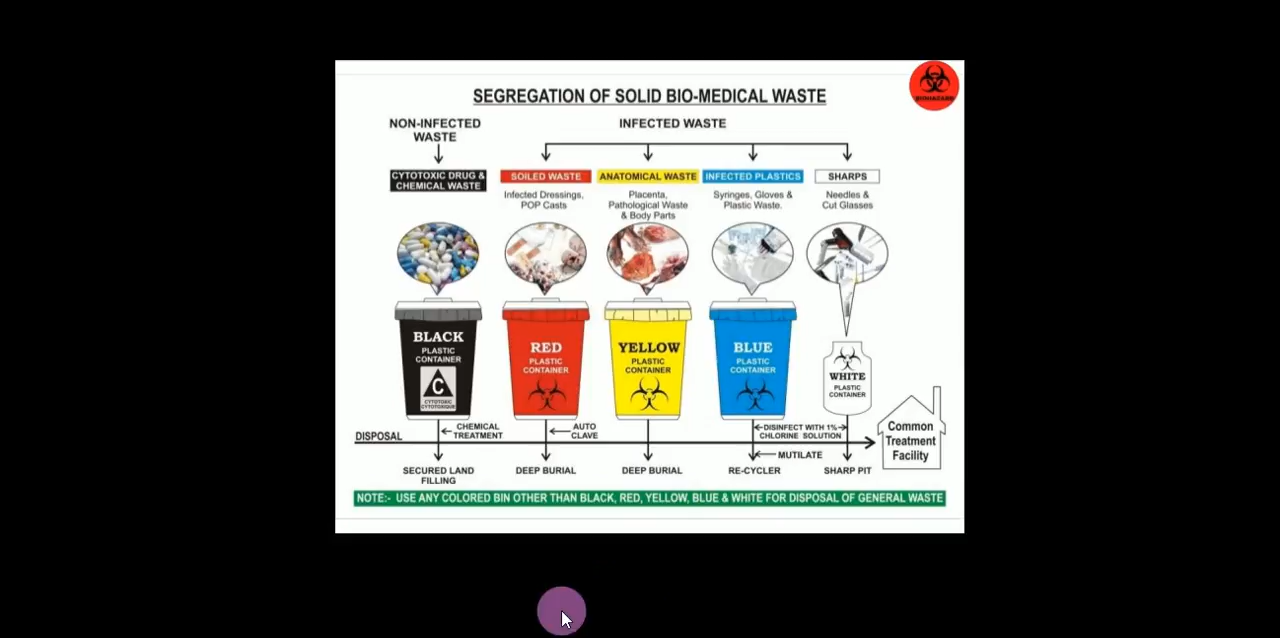 SEGREGATION OF SOLID BIO-MEDICAL WASTE
BIOHAZARD
NON-INFECTED
WASTE
INFECTED WASTE
CYTOTOXIC DRUG &
CHEMICAL WASTE
SOILED WASTE
ANATOMICAL WASTE
INFECTED PLASTICS
SHARPS
Infected Dressings,
POP Casts
Placenta,
Pathological Waste
& Body Parts
Syringes, Gloves &
Plastic Waste.
Needles &
Cut Glasses
BLACK
PLASTIC
CONTAINER
C
CYTOTOXIC
CYTOTOXIQUE
RED
PLASTIC
CONTAINER
YELLOW
PLASTIC
CONTAINER
BLUE
PLASTIC
CONTAINER
WHITE
PLASTIC
CONTAINER
DISPOSAL
CHEMICAL
TREATMENT
AUTO
CLAVE
DISINFECT WITH 1%
CHLORINE SOLUTION
MUTILATE
Common
Treatment
Facility
SECURED LAND
FILLING
DEEP BURIAL
DEEP BURIAL
RE-CYCLER
SHARP PIT
NOTE:- USE ANY COLORED BIN OTHER THAN BLACK, RED, YELLOW, BLUE & WHITE FOR DISPOSAL OF GENERAL WASTE